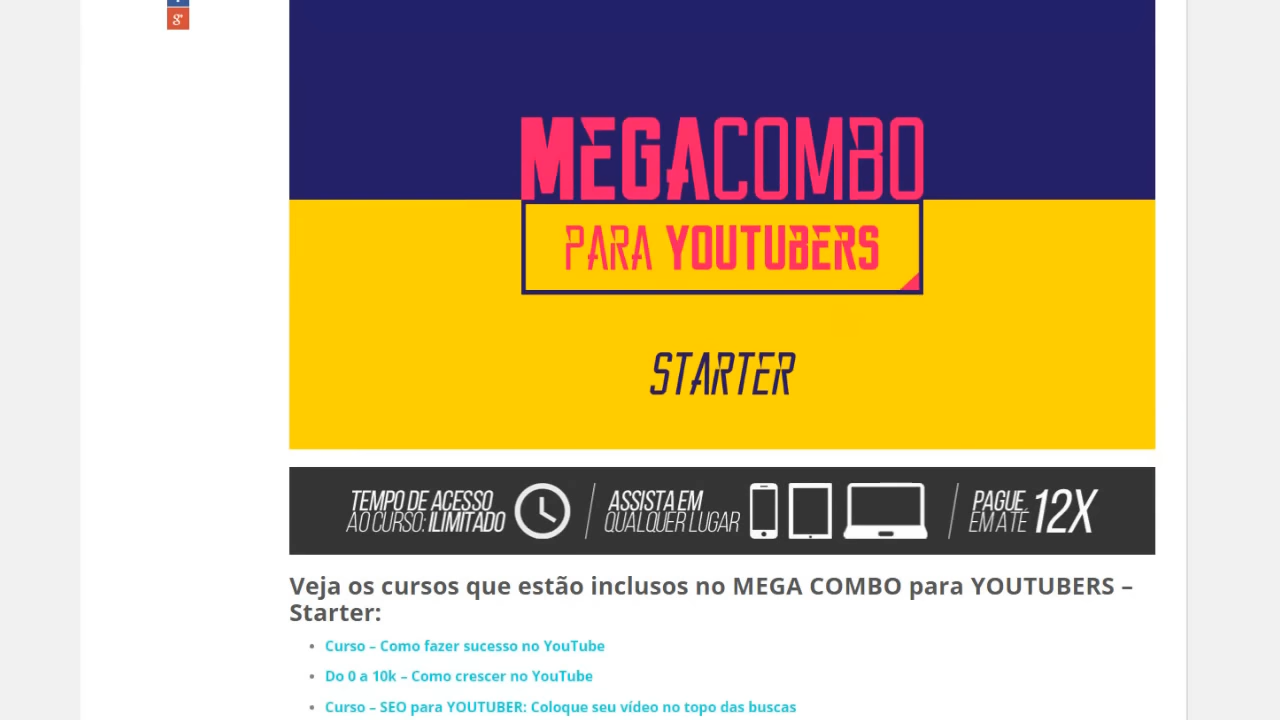 g+
MEGACOMBO
PARA YOUTUBERS
STARTER
TEMPO DE ACESSO
AO CURSO: ILIMITADO
ASSISTA EM
QUALQUER LUGAR
PAGUE
EM ATÉ 12X
Veja os cursos que estão inclusos no MEGA COMBO para YOUTUBERS –
Starter:
• Curso – Como fazer sucesso no YouTube
• Do 0 a 10k – Como crescer no YouTube
• Curso – SEO para YOUTUBER: Coloque seu vídeo no topo das buscas